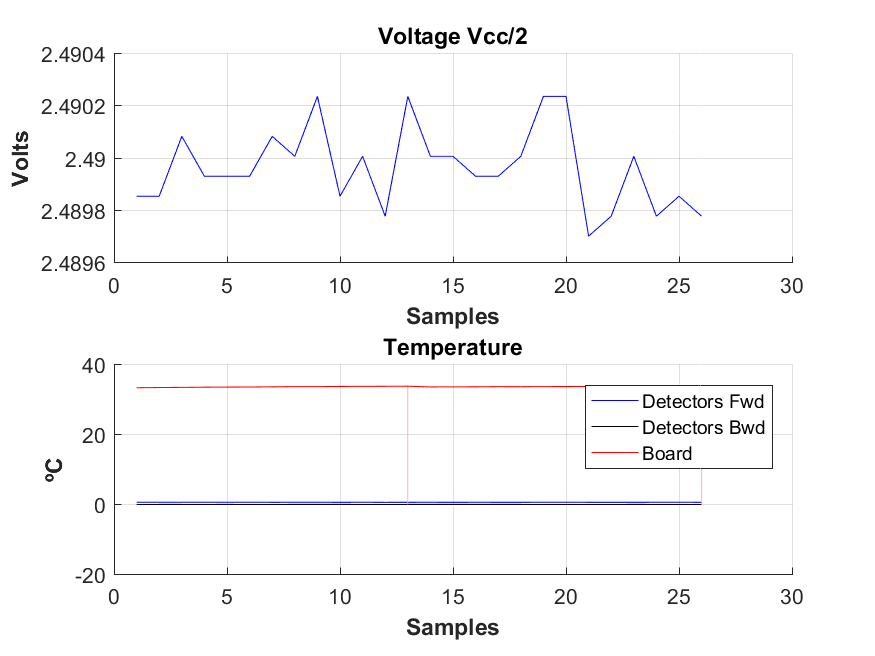 Voltage Vcc/2
2.4904
2.4902
2.49
2.4898
2.4896
Volts
0 5 10 15 20 25 30
Samples
Temperature
40
20
0
-20
ºC
Detectors Fwd
Detectors Bwd
Board
0 5 10 15 20 25 30
Samples